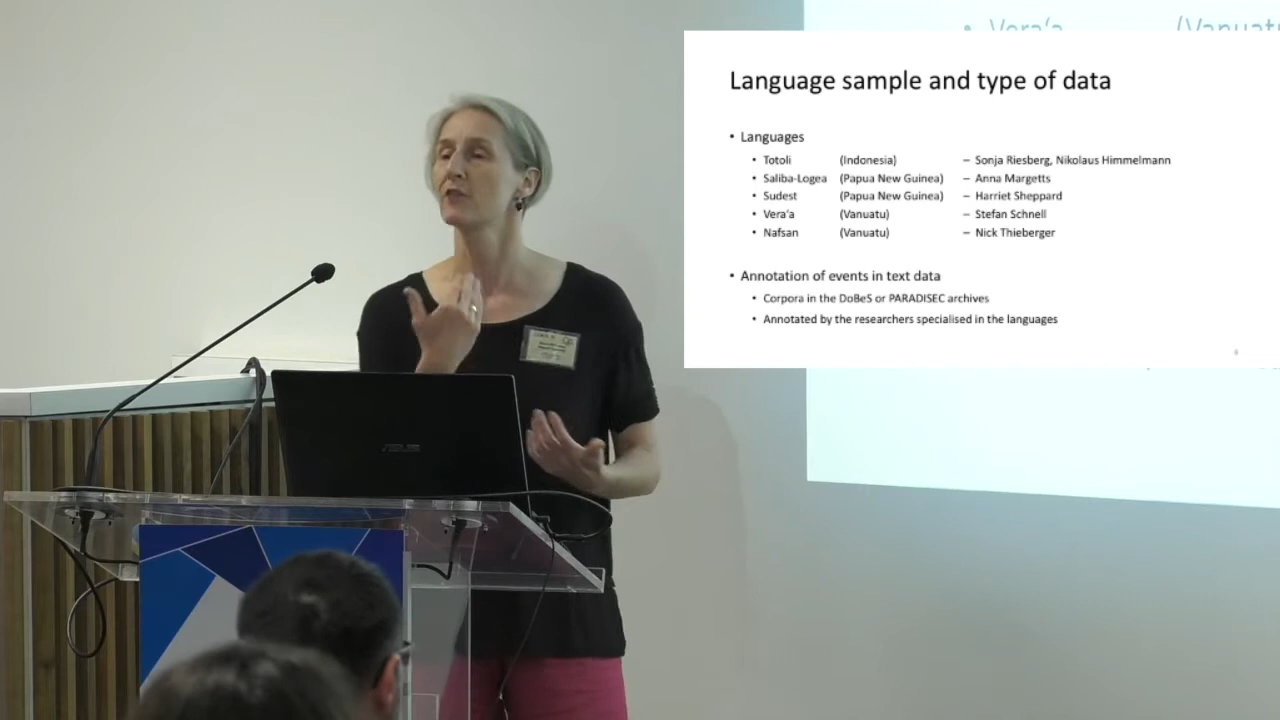 • Vera‘a (Vanuatu
Language sample and type of data
• Languages
• Totoli (Indonesia) – Sonja Riesberg, Nikolaus Himmelmann
• Saliba-Logea (Papua New Guinea) – Anna Margetts
• Sudest (Papua New Guinea) – Harriet Sheppard
• Vera‘a (Vanuatu) – Stefan Schnell
• Nafsan (Vanuatu) – Nick Thieberger
• Annotation of events in text data
• Corpora in the DoBeS or PARADISEC archives
• Annotated by the researchers specialised in the languages